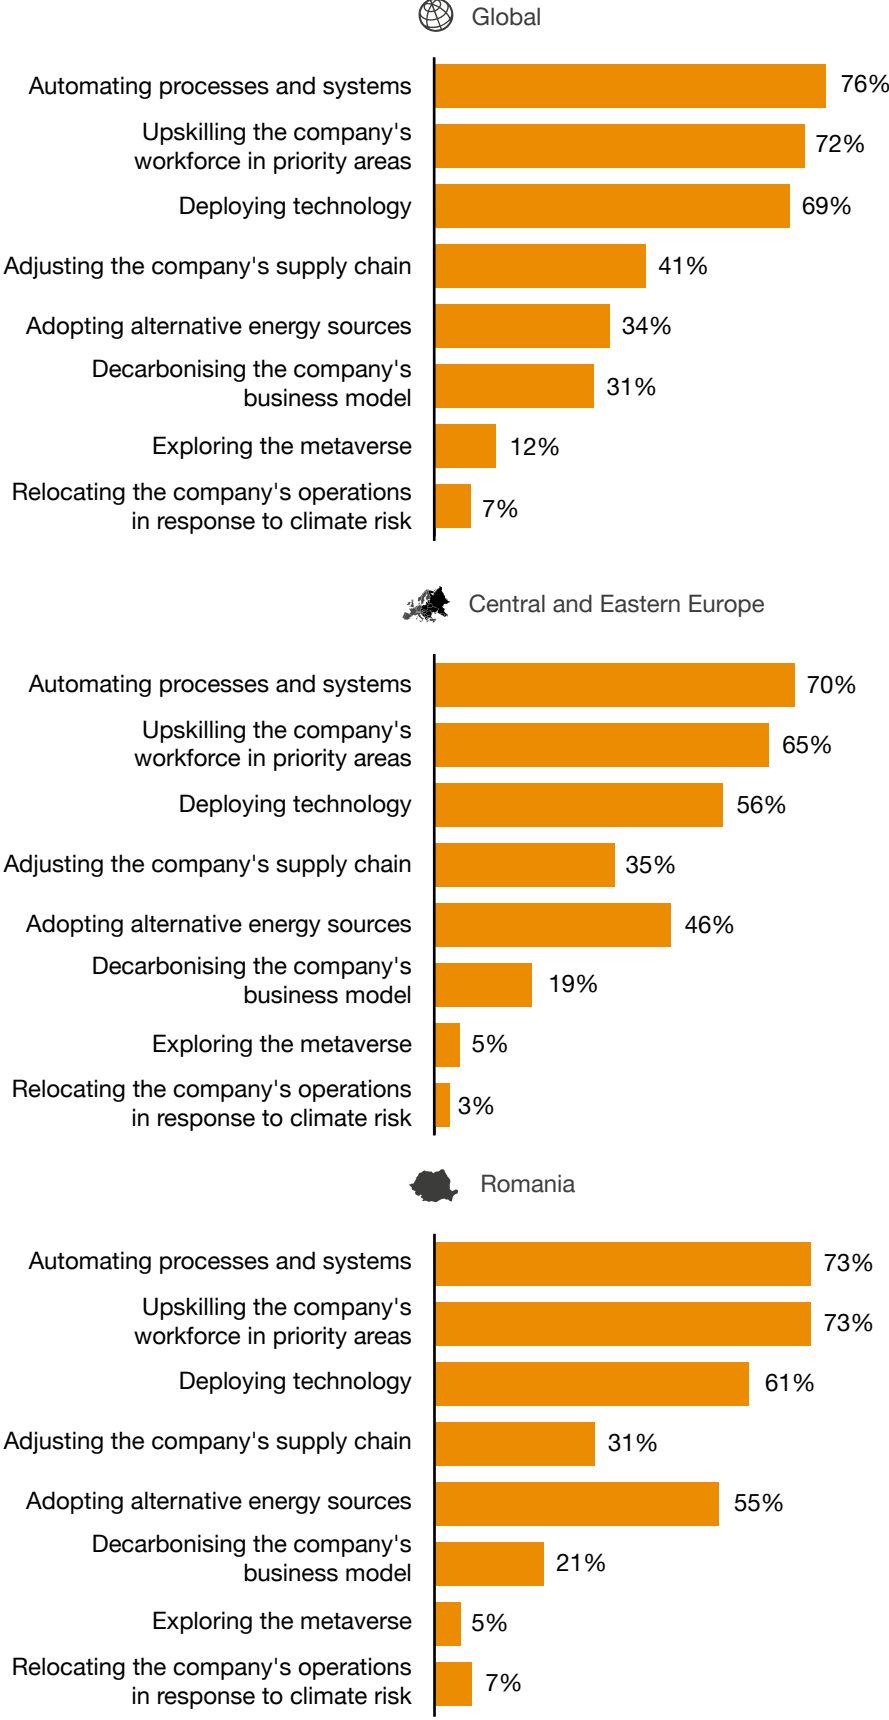 Global
Automating processes and systems 76%
Upskilling the company's
workforce in priority areas 72%
Deploying technology 69%
Adjusting the company's supply chain 41%
Adopting alternative energy sources 34%
Decarbonising the company's
business model 31%
Exploring the metaverse 12%
Relocating the company's operations
in response to climate risk 7%
Central and Eastern Europe
Automating processes and systems 70%
Upskilling the company's
workforce in priority areas 65%
Deploying technology 56%
Adjusting the company's supply chain 35%
Adopting alternative energy sources 46%
Decarbonising the company's
business model 19%
Exploring the metaverse 5%
Relocating the company's operations
in response to climate risk 3%
Romania
Automating processes and systems 73%
Upskilling the company's
workforce in priority areas 73%
Deploying technology 61%
Adjusting the company's supply chain 31%
Adopting alternative energy sources 55%
Decarbonising the company's
business model 21%
Exploring the metaverse 5%
Relocating the company's operations
in response to climate risk 7%